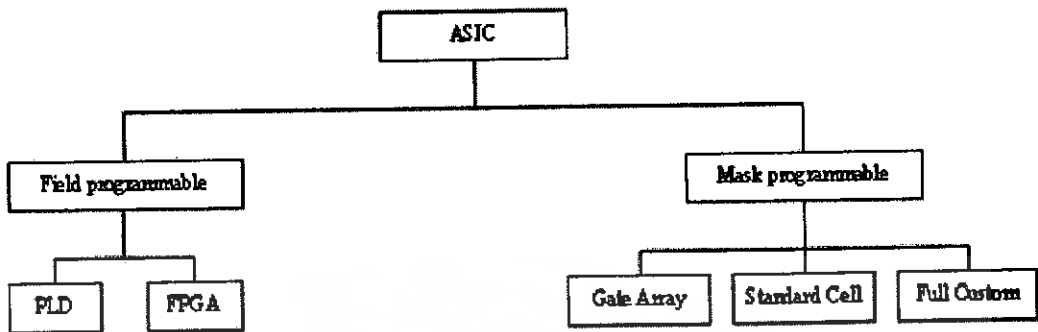 ASIC
Field programmable
Mask programmable
PLD
FPGA
Gate Array
Standard Cell
Full Custom